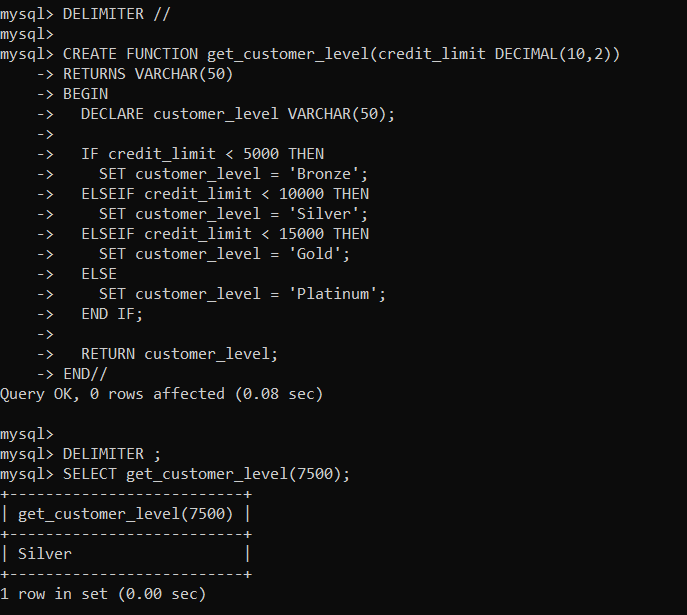 mysql> DELIMITER //
mysql>
mysql> CREATE FUNCTION get_customer_level(credit_limit DECIMAL(10,2))
    -> RETURNS VARCHAR(50)
    -> BEGIN
    ->   DECLARE customer_level VARCHAR(50);
    ->
    ->   IF credit_limit < 5000 THEN
    ->     SET customer_level = 'Bronze';
    ->   ELSEIF credit_limit < 10000 THEN
    ->     SET customer_level = 'Silver';
    ->   ELSEIF credit_limit < 15000 THEN
    ->     SET customer_level = 'Gold';
    ->   ELSE
    ->     SET customer_level = 'Platinum';
    ->   END IF;
    ->
    ->   RETURN customer_level;
    -> END//
Query OK, 0 rows affected (0.08 sec)

mysql>
mysql> DELIMITER ;
mysql> SELECT get_customer_level(7500);
+--------------------------+
| get_customer_level(7500) |
+--------------------------+
| Silver                   |
+--------------------------+
1 row in set (0.00 sec)